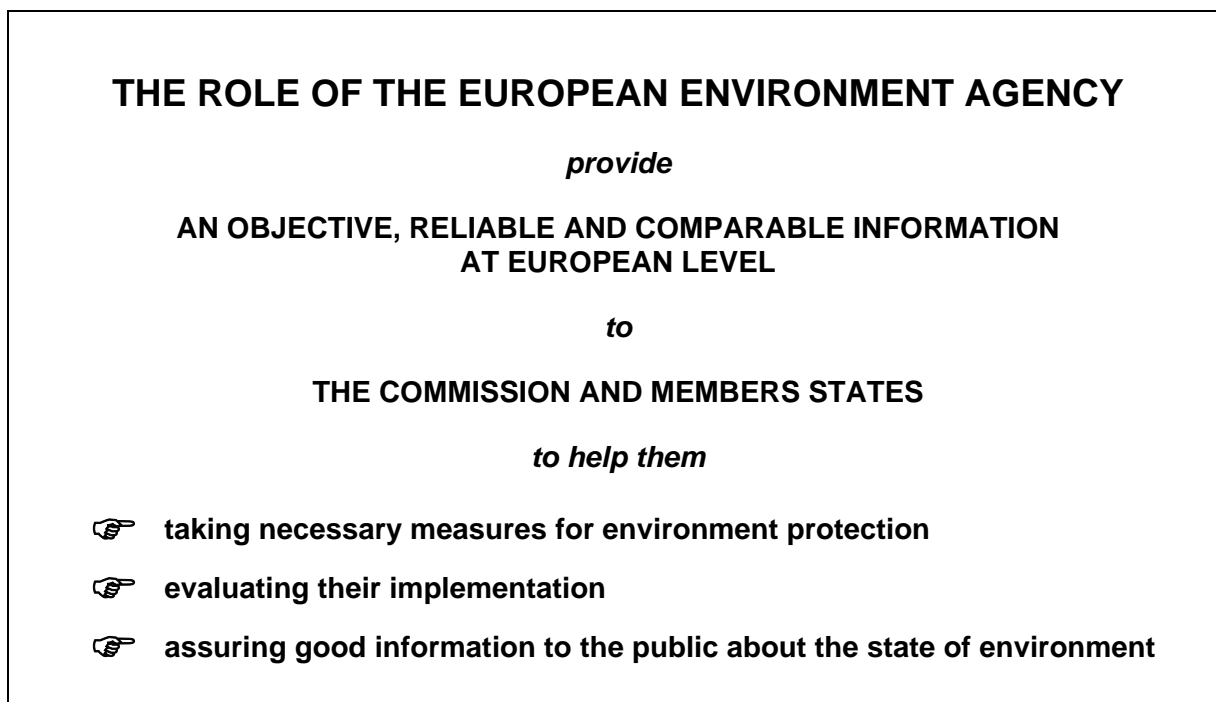 THE ROLE OF THE EUROPEAN ENVIRONMENT AGENCY
provide
AN OBJECTIVE, RELIABLE AND COMPARABLE INFORMATION
AT EUROPEAN LEVEL
to
THE COMMISSION AND MEMBERS STATES
to help them
☞ taking necessary measures for environment protection
☞ evaluating their implementation
☞ assuring good information to the public about the state of environment